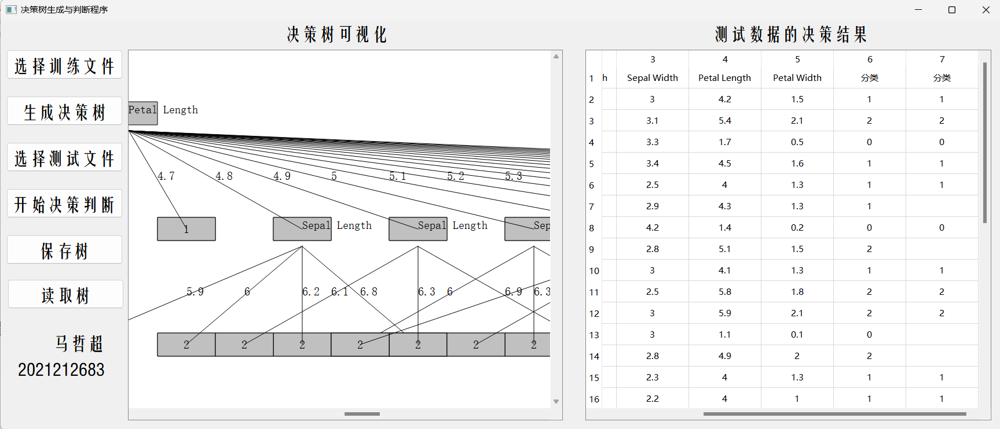 决策树生成与判断程序
决策树可视化
测试数据的决策结果
选择训练文件
生成决策树
选择测试文件
开始决策判断
保存树
读取树
马哲超
2021212683
Petal Length
4.7 4.8 4.9 5 5.1 5.2 5.3
1 Sepal Length Sepal Length Sep
5.9 6 6.2 6.1 6.8 6.3 6 6.9 6.3
2 2 2 2 2 2 2
3 4 5 6 7
1 h Sepal Width Petal Length Petal Width 分类 分类
2 3 4.2 1.5 1 1
3 3.1 5.4 2.1 2 2
4 3.3 1.7 0.5 0 0
5 3.4 4.5 1.6 1 1
6 2.5 4 1.3 1 1
7 2.9 4.3 1.3 1
8 4.2 1.4 0.2 0 0
9 2.8 5.1 1.5 2
10 3 4.1 1.3 1 1
11 2.5 5.8 1.8 2 2
12 3 5.9 2.1 2 2
13 3 1.1 0.1 0
14 2.8 4.9 2 2
15 2.3 4 1.3 1 1
16 2.2 4 1 1 1